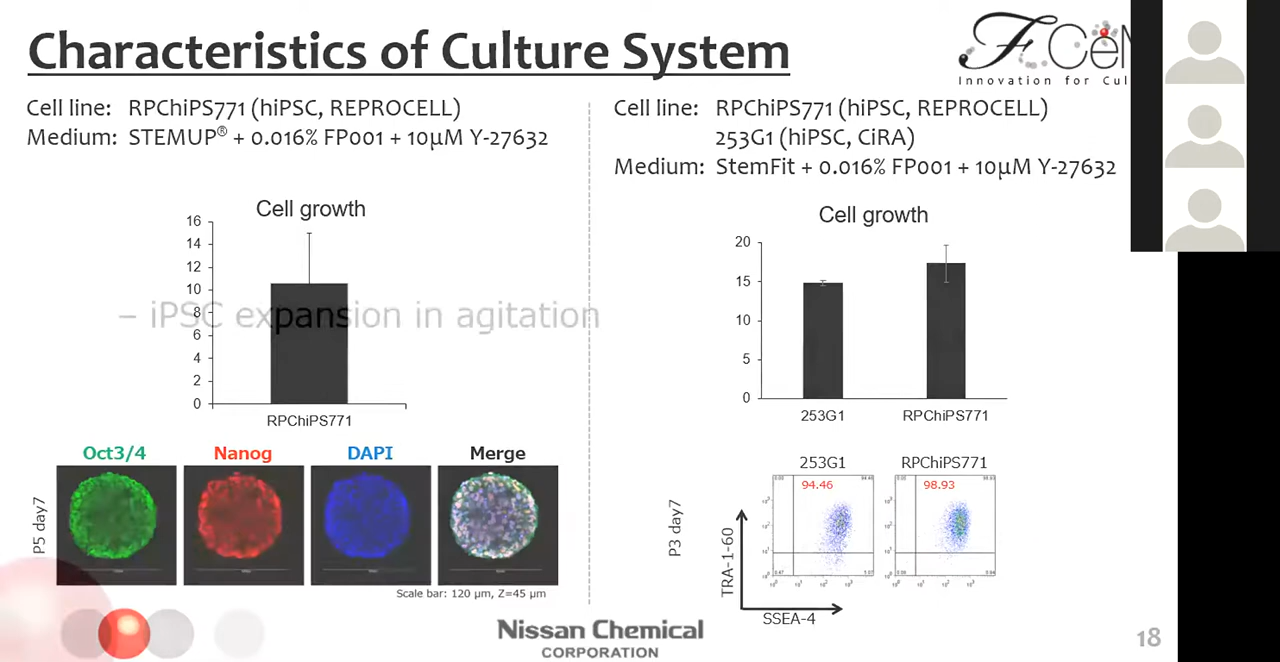 Characteristics of Culture System
F.CeM
Innovation for Cul
Cell line: RPChiPS771 (hiPSC, REPROCELL)
Medium: STEMUP® + 0.016% FP001 + 10μM Y-27632
Cell growth
16
14
12
10
8
6
4
2
0
RPChiPS771
– iPSC expansion in agitation
Oct3/4 Nanog DAPI Merge
P5 day7
Scale bar: 120 μm, Z=45 μm
Cell line: RPChiPS771 (hiPSC, REPROCELL)
253G1 (hiPSC, CiRA)
Medium: StemFit + 0.016% FP001 + 10μM Y-27632
Cell growth
20
15
10
5
0
253G1 RPChiPS771
253G1 RPChiPS771
94.46 98.93
P3 day7
TRA-1-60
SSEA-4
Nissan Chemical
CORPORATION
18